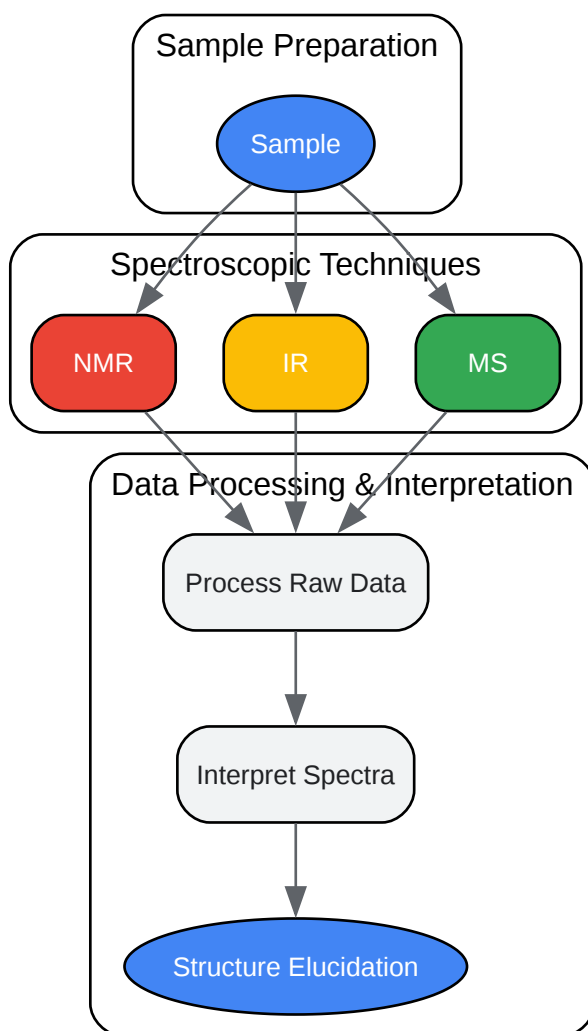 Sample Preparation
Sample
Spectroscopic Techniques
NMR
IR
MS
Data Processing & Interpretation
Process Raw Data
Interpret Spectra
Structure Elucidation